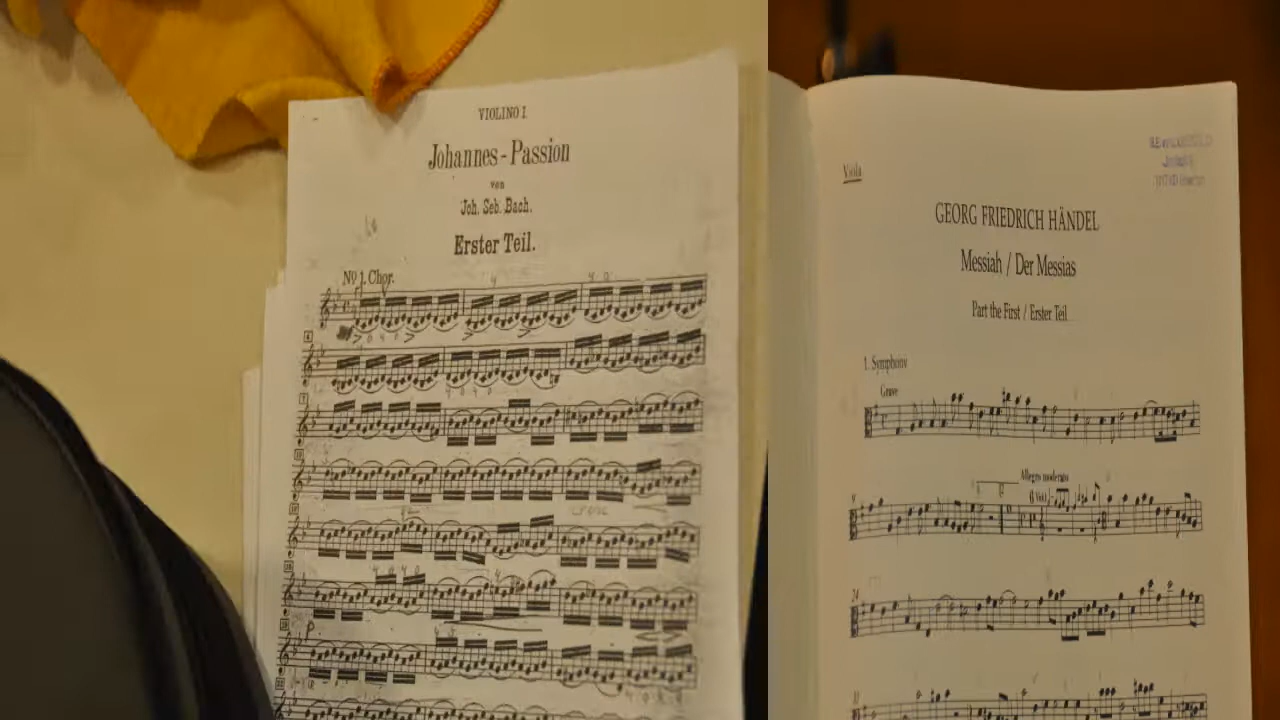 VIOLINO I.
Johannes-Passion
von
Joh. Seb. Bach.
Erster Teil.
Nº 1. Chor.
Viola
GEORG FRIEDRICH HÄNDEL
Messiah / Der Messias
Part the First / Erster Teil
1. Symphony
Grave
Allegro moderato